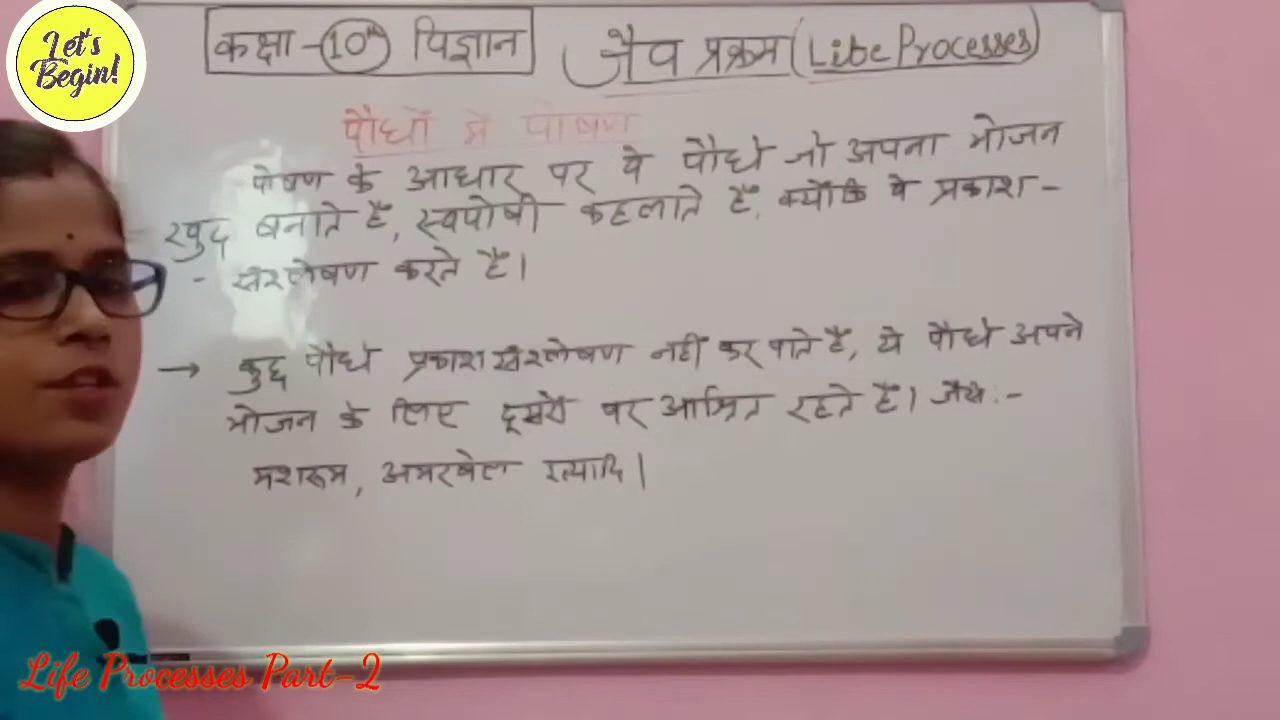 Let's
Begin!
कक्षा-10th विज्ञान
जैव प्रक्रम (Life Processes)
पौधों में पोषण
पोषण के आधार पर वे पौधे जो अपना भोजन
खुद बनाते हैं, स्वपोषी कहलाते हैं, क्योंकि वे प्रकाश-
- संश्लेषण करते हैं।
→ कुछ पौधे प्रकाश संश्लेषण नहीं कर पाते हैं, ये पौधे अपने
भोजन के लिए दूसरों पर आश्रित रहते हैं। जैसे:-
मशरूम, अमरबेल इत्यादि।
Life Processes Part-2